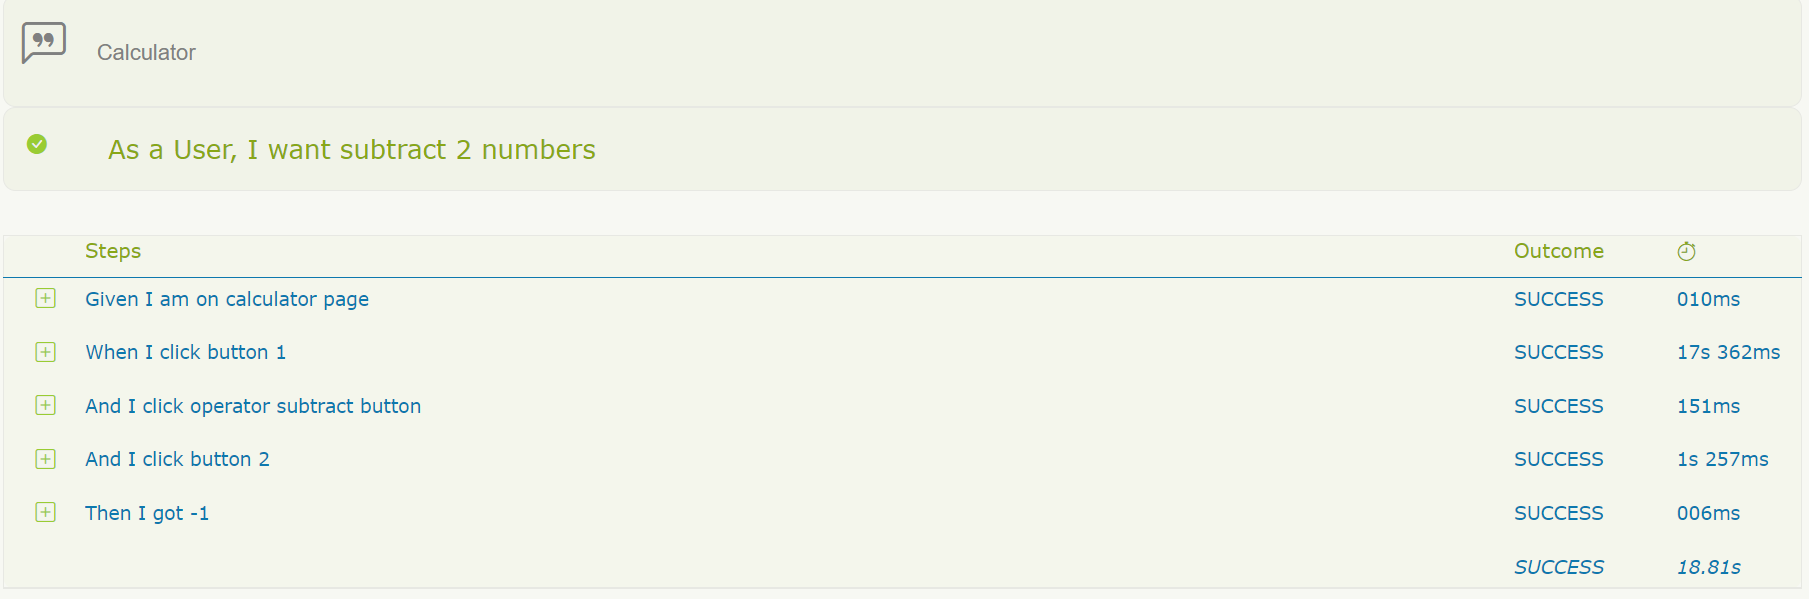 Calculator
As a User, I want subtract 2 numbers
Steps Outcome
Given I am on calculator page SUCCESS 010ms
When I click button 1 SUCCESS 17s 362ms
And I click operator subtract button SUCCESS 151ms
And I click button 2 SUCCESS 1s 257ms
Then I got -1 SUCCESS 006ms
SUCCESS 18.81s